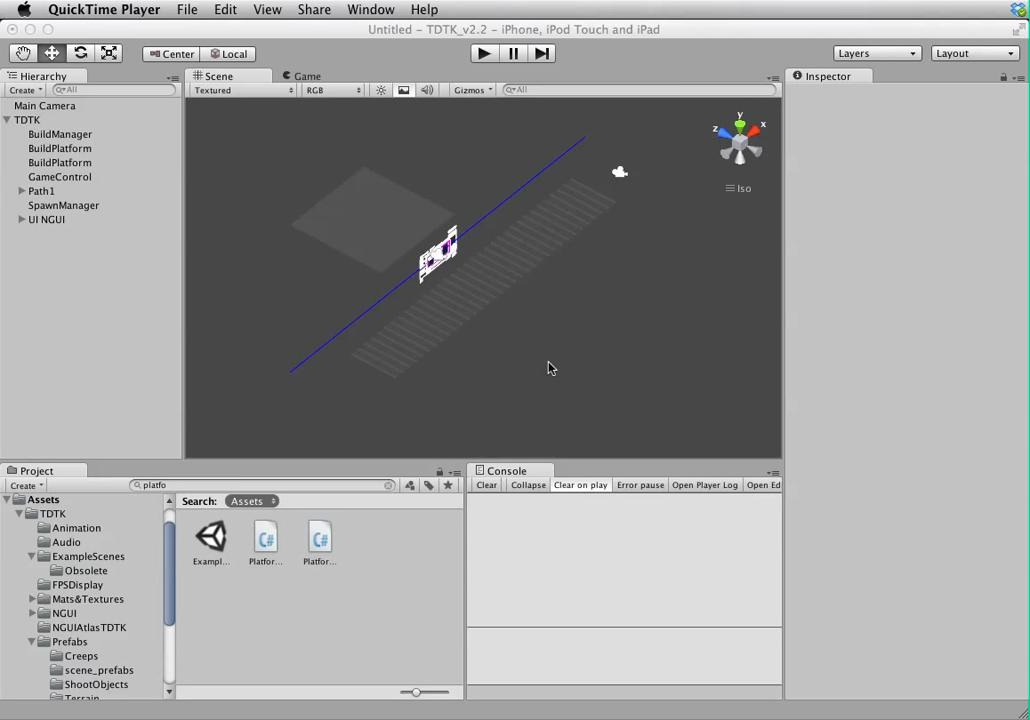 QuickTime Player File Edit View Share Window Help
Untitled - TDTK_v2.2 - iPhone, iPod Touch and iPad
Center Local Layers Layout
Hierarchy
Create All
Main Camera
TDTK
BuildManager
BuildPlatform
BuildPlatform
GameControl
Path1
SpawnManager
UI NGUI
Scene Game
Textured RGB Gizmos All
y
z x
Iso
Inspector
Project
Create platfo
Assets
TDTK
Animation
Audio
ExampleScenes
Obsolete
FPSDisplay
Mats&Textures
NGUI
NGUIAtlasTDTK
Prefabs
Creeps
scene_prefabs
ShootObjects
Terrain
Search: Assets
C# C#
Exampl... Platfor... Platfor...
Console
Clear Collapse Clear on play Error pause Open Player Log Open Ed